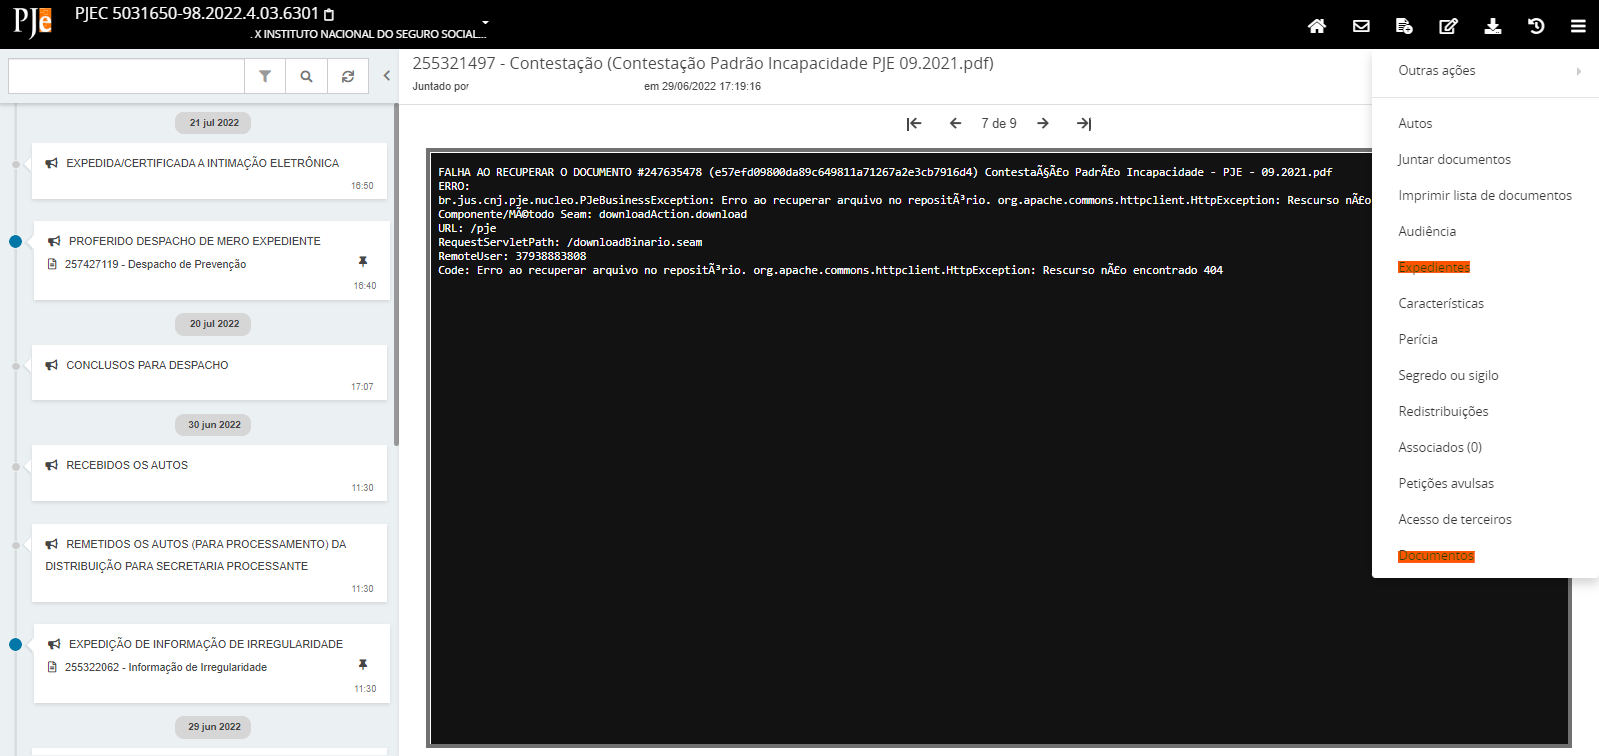 PJe
PJEC 5031650-98.2022.4.03.6301
. X INSTITUTO NACIONAL DO SEGURO SOCIAL...
21 jul 2022
EXPEDIDA/CERTIFICADA A INTIMAÇÃO ELETRÔNICA
16:50
PROFERIDO DESPACHO DE MERO EXPEDIENTE
257427119 - Despacho de Prevenção
16:40
20 jul 2022
CONCLUSOS PARA DESPACHO
17:07
30 jun 2022
RECEBIDOS OS AUTOS
11:30
REMETIDOS OS AUTOS (PARA PROCESSAMENTO) DA
DISTRIBUIÇÃO PARA SECRETARIA PROCESSANTE
11:30
EXPEDIÇÃO DE INFORMAÇÃO DE IRREGULARIDADE
255322062 - Informação de Irregularidade
11:30
29 jun 2022
255321497 - Contestação (Contestação Padrão Incapacidade PJE 09.2021.pdf)
Juntado por em 29/06/2022 17:19:16
7 de 9
FALHA AO RECUPERAR O DOCUMENTO #247635478 (e57efd09800da89c649811a71267a2e3cb7916d4) ContestaÃ§Ã£o PadrÃ£o Incapacidade - PJE - 09.2021.pdf
ERRO:
br.jus.cnj.pje.nucleo.PJeBusinessException: Erro ao recuperar arquivo no repositÃ³rio. org.apache.commons.httpclient.HttpException: Rescurso nÃ£o
Componente/MÃ©todo Seam: downloadAction.download
URL: /pje
RequestServletPath: /downloadBinario.seam
RemoteUser: 37938883808
Code: Erro ao recuperar arquivo no repositÃ³rio. org.apache.commons.httpclient.HttpException: Rescurso nÃ£o encontrado 404
Outras ações
Autos
Juntar documentos
Imprimir lista de documentos
Audiência
Expedientes
Características
Perícia
Segredo ou sigilo
Redistribuições
Associados (0)
Petições avulsas
Acesso de terceiros
Documentos